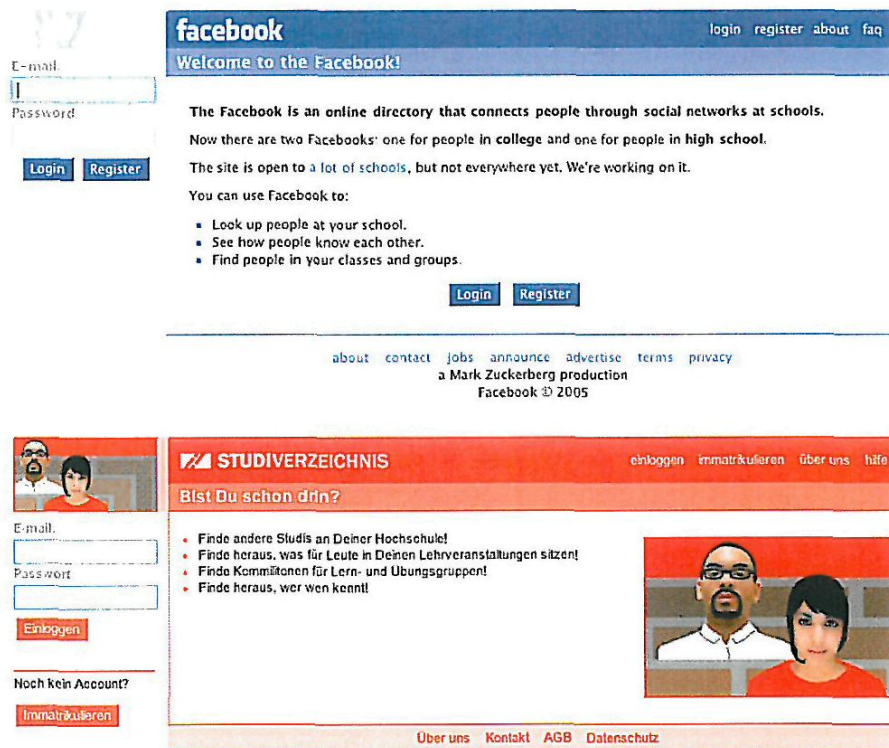 facebook
login register about faq
Welcome to the Facebook!
E-mail:
Password
Login Register
The Facebook is an online directory that connects people through social networks at schools.
Now there are two Facebooks: one for people in college and one for people in high school.
The site is open to a lot of schools, but not everywhere yet. We're working on it.
You can use Facebook to:
Look up people at your school.
See how people know each other.
Find people in your classes and groups.
Login Register
about contact jobs announce advertise terms privacy
a Mark Zuckerberg production
Facebook © 2005
STUDIVERZEICHNIS
einloggen immatrikulieren über uns hilfe
Bist Du schon drin?
E-mail:
Passwort
Einloggen
Noch kein Account?
Immatrikulieren
Finde andere Studis an Deiner Hochschule!
Finde heraus, was für Leute in Deinen Lehrveranstaltungen sitzen!
Finde Kommilitonen für Lern- und Übungsgruppen!
Finde heraus, wer wen kennt!
Über uns Kontakt AGB Datenschutz